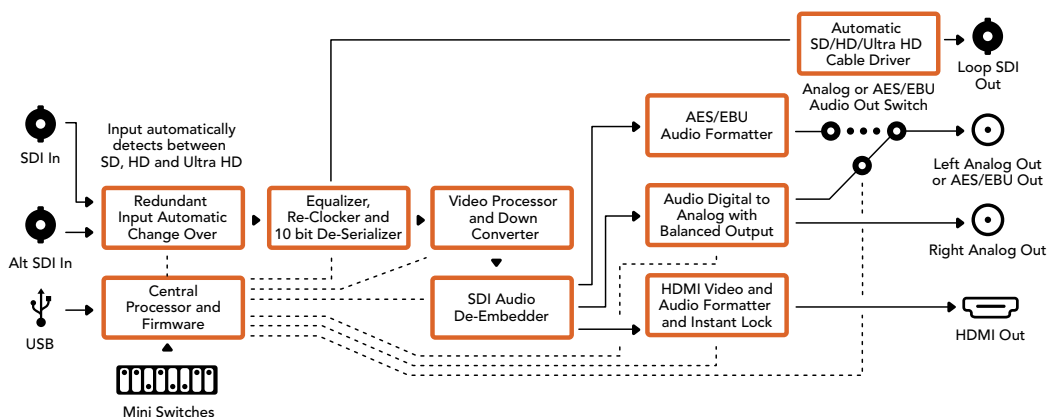 Automatic
SD/HD/Ultra HD
Cable Driver
Loop SDI
Out
Analog or AES/EBU
Audio Out Switch
SDI In
Input automatically
detects between
SD, HD and Ultra HD
AES/EBU
Audio Formatter
Left Analog Out
or AES/EBU Out
Alt SDI In
Redundant
Input Automatic
Change Over
Equalizer,
Re-Clocker and
10 bit De-Serializer
Video Processor
and Down
Converter
Audio Digital to
Analog with
Balanced Output
Right Analog Out
USB
Central
Processor and
Firmware
SDI Audio
De-Embedder
HDMI Video and
Audio Formatter
and Instant Lock
HDMI Out
Mini Switches